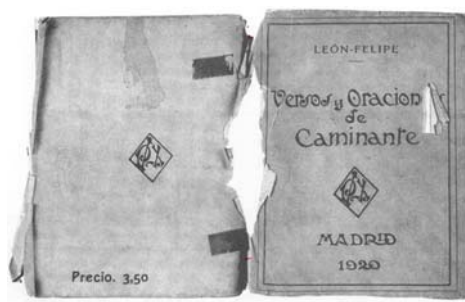 Precio. 3,50
LEÓN-FELIPE
Versos y Oracion s
de
Caminante
MADRID
1920